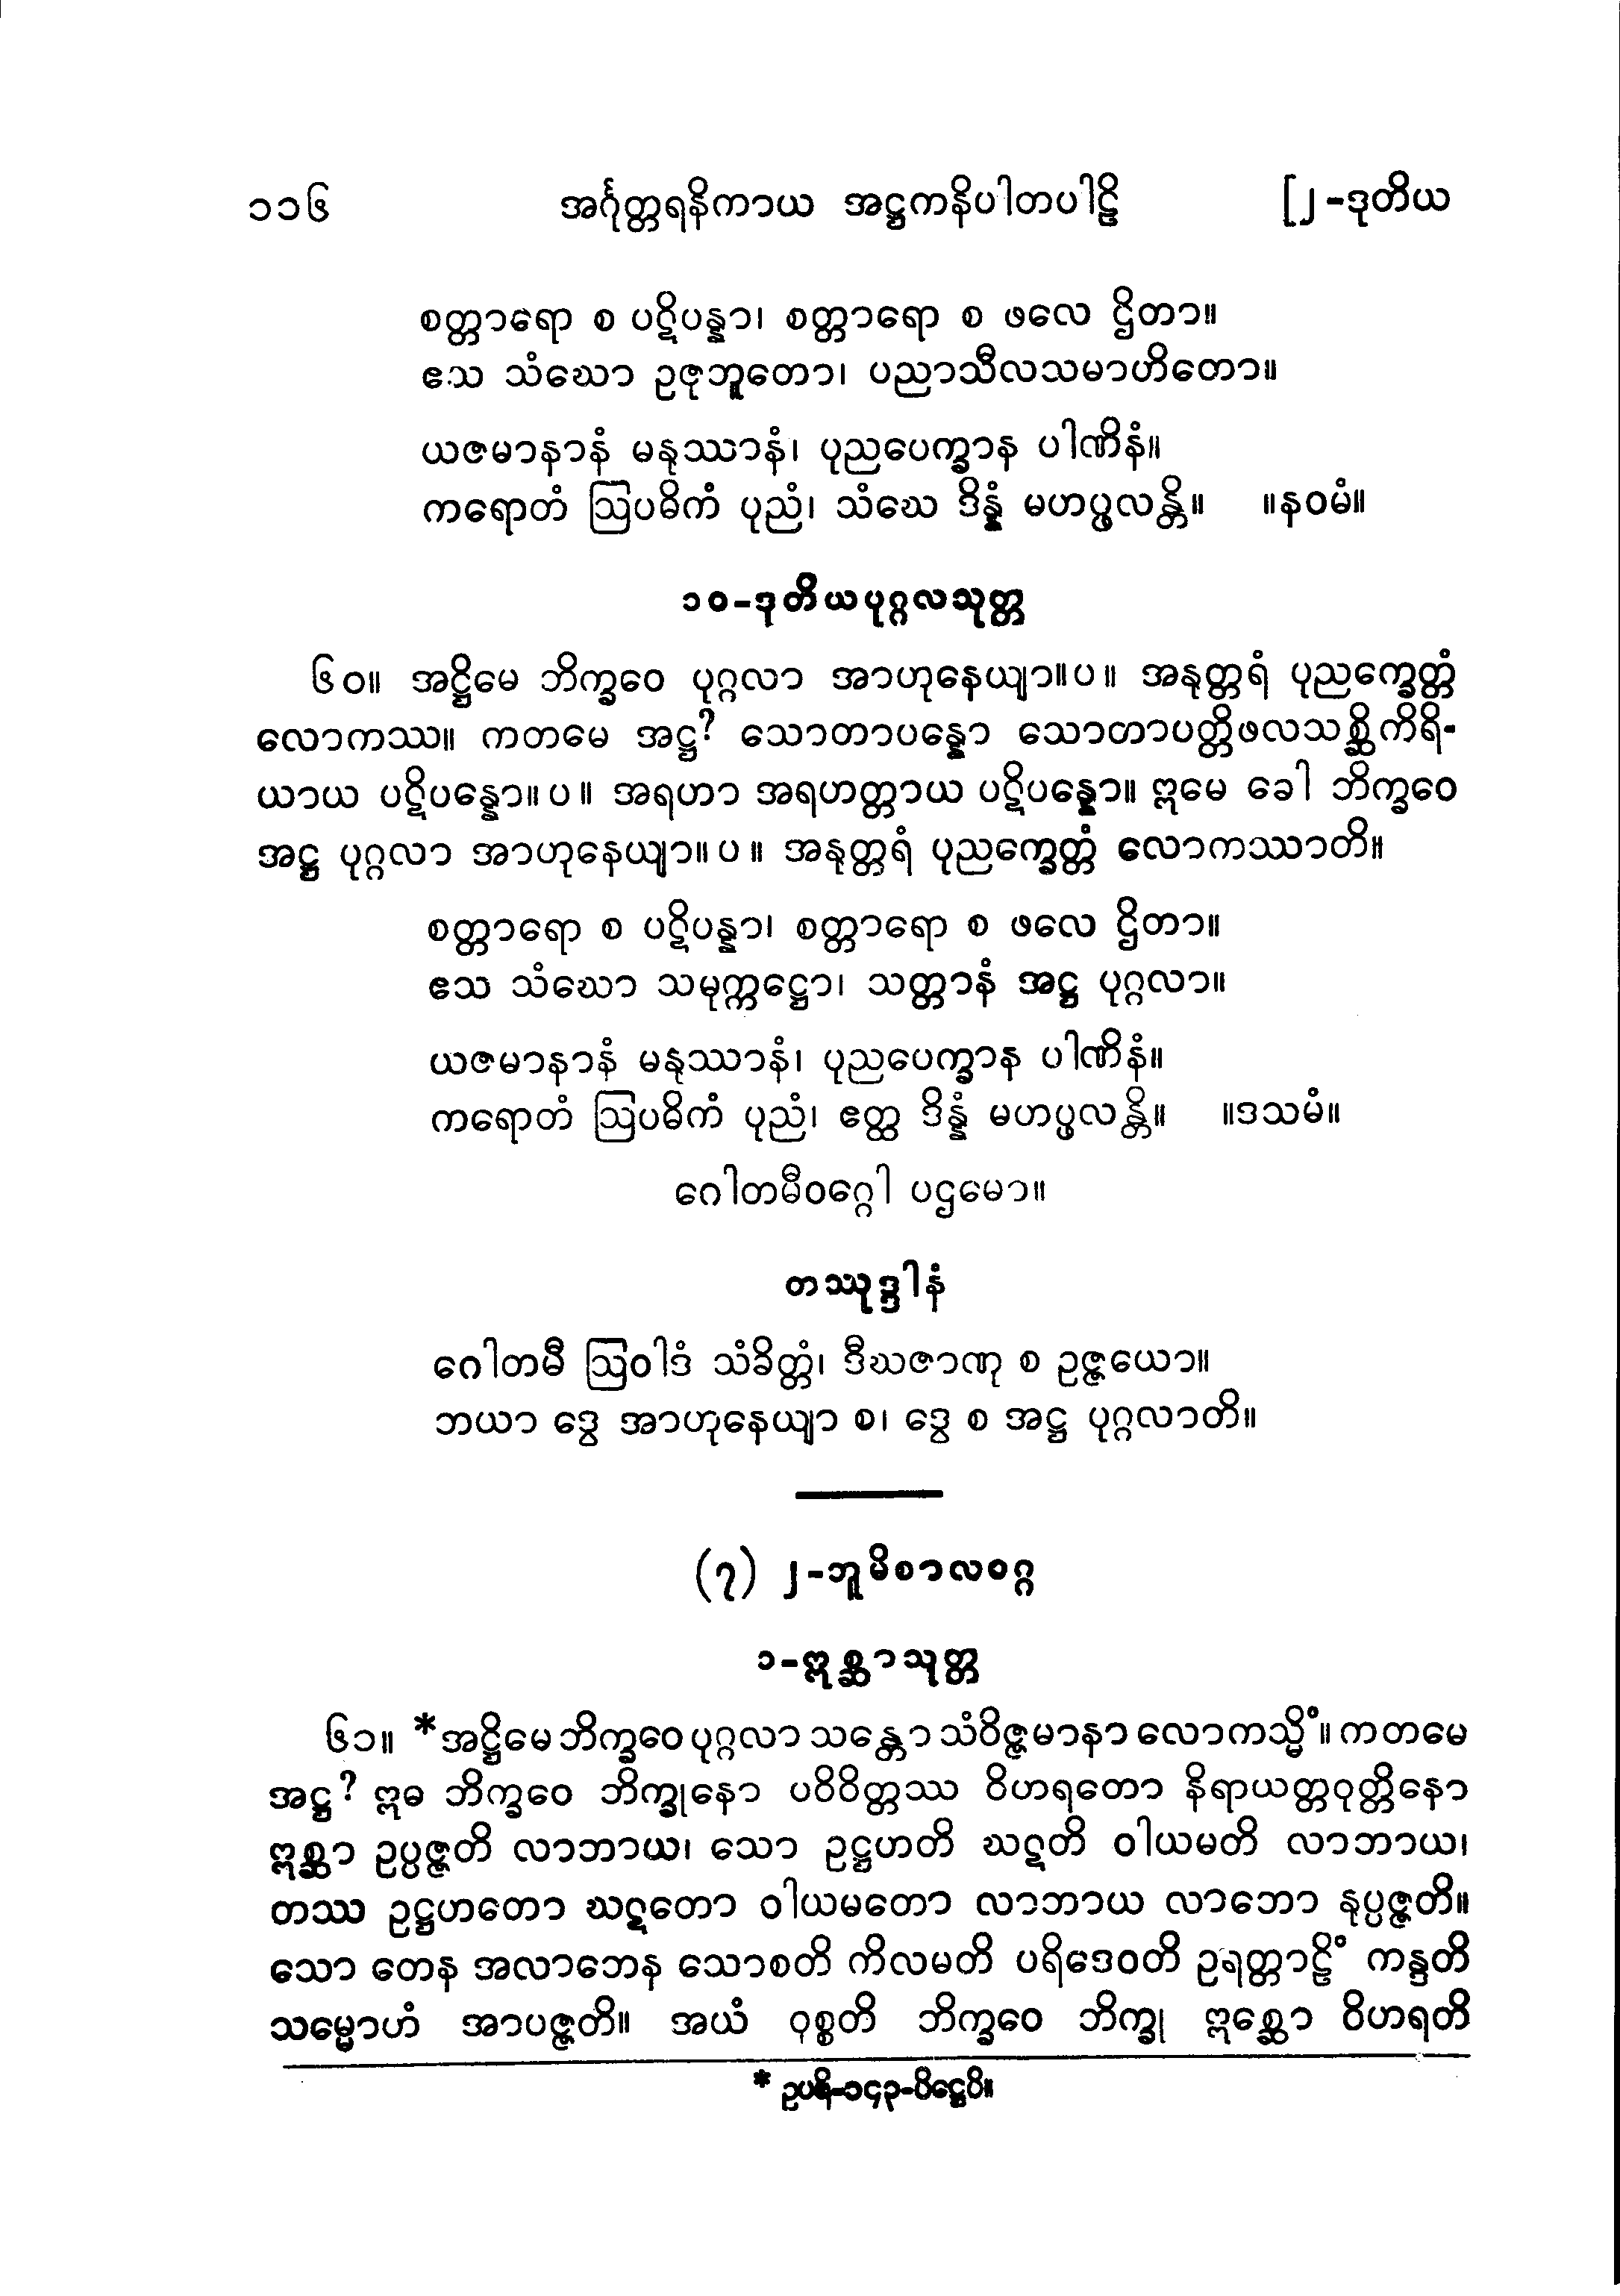 ၁၁၆ အင်္ဂုတ္တရနိကာယ အဋ္ဌကနိပါတပါဠိ [၂-ဒုတိယ
စတ္တာရော စ ပဋိပန္နာ၊ စတ္တာရော စ ဖလေ ဌိတာ။
ဧသ သံဃော ဥဇုဘူတော၊ ပညာသီလသမာဟိတော။
ယဇမာနာနံ မနုဿာနံ၊ ပုညပေက္ခာန ပါဏိနံ။
ကရောတံ ဩပဓိကံ ပုညံ၊ သံဃေ ဒိန္နံ မဟပ္ဖလန္တိ။ ။နဝမံ။
၁၀-ဒုတိယပုဂ္ဂလသုတ္တ
၆၀။ အဋ္ဌိမေ ဘိက္ခဝေ ပုဂ္ဂလာ အာဟုနေယျာ။ပ။ အနုတ္တရံ ပုညက္ခေတ္တံ
လောကဿ။ ကတမေ အဋ္ဌ? သောတာပန္နော သောတာပတ္တိဖလသစ္ဆိကိရိ-
ယာယ ပဋိပန္နော။ပ။ အရဟာ အရဟတ္တာယ ပဋိပန္နော။ ဣမေ ခေါ ဘိက္ခဝေ
အဋ္ဌ ပုဂ္ဂလာ အာဟုနေယျာ။ပ။ အနုတ္တရံ ပုညက္ခေတ္တံ လောကဿာတိ။
စတ္တာရော စ ပဋိပန္နာ၊ စတ္တာရော စ ဖလေ ဌိတာ။
ဧသ သံဃော သမုက္ကဋ္ဌော၊ သတ္တာနံ အဋ္ဌ ပုဂ္ဂလာ။
ယဇမာနာနံ မနုဿာနံ၊ ပုညပေက္ခာန ပါဏိနံ။
ကရောတံ ဩပဓိကံ ပုညံ၊ ဧတ္ထ ဒိန္နံ မဟပ္ဖလန္တိ။ ။ဒသမံ။
ဂေါတမီဝဂ္ဂေါ ပဌမော။
တဿုဒ္ဒါနံ
ဂေါတမီ ဩဝါဒံ သံခိတ္တံ၊ ဒီဃဇာဏု စ ဥဇ္ဇယော။
ဘယာ ဒွေ အာဟုနေယျာ စ၊ ဒွေ စ အဋ္ဌ ပုဂ္ဂလာတိ။
(၇) ၂-ဘူမိစာလဝဂ္ဂ
၁-ဣစ္ဆာသုတ္တ
၆၁။ *အဋ္ဌိမေ ဘိက္ခဝေ ပုဂ္ဂလာ သန္တော သံဝိဇ္ဇမာနာ လောကသ္မိံ။ ကတမေ
အဋ္ဌ? ဣဓ ဘိက္ခဝေ ဘိက္ခုနော ပဝိဝိတ္တဿ ဝိဟရတော နိရာယတ္တဝုတ္တိနော
ဣစ္ဆာ ဥပ္ပဇ္ဇတိ လာဘာယ၊ သော ဥဋ္ဌဟတိ ဃဋတိ ဝါယမတိ လာဘာယ၊
တဿ ဥဋ္ဌဟတော ဃဋတော ဝါယမတော လာဘာယ လာဘော နုပ္ပဇ္ဇတိ။
သော တေန အလာဘေန သောစတိ ကိလမတိ ပရိဒေဝတိ ဥရတ္တာဠိံ ကန္ဒတိ
သမ္မောဟံ အာပဇ္ဇတိ။ အယံ ဝုစ္စတိ ဘိက္ခဝေ ဘိက္ခု ဣစ္ဆော ဝိဟရတိ
* ဥပရိ-၁၄၃-ပိဋ္ဌေပိ။